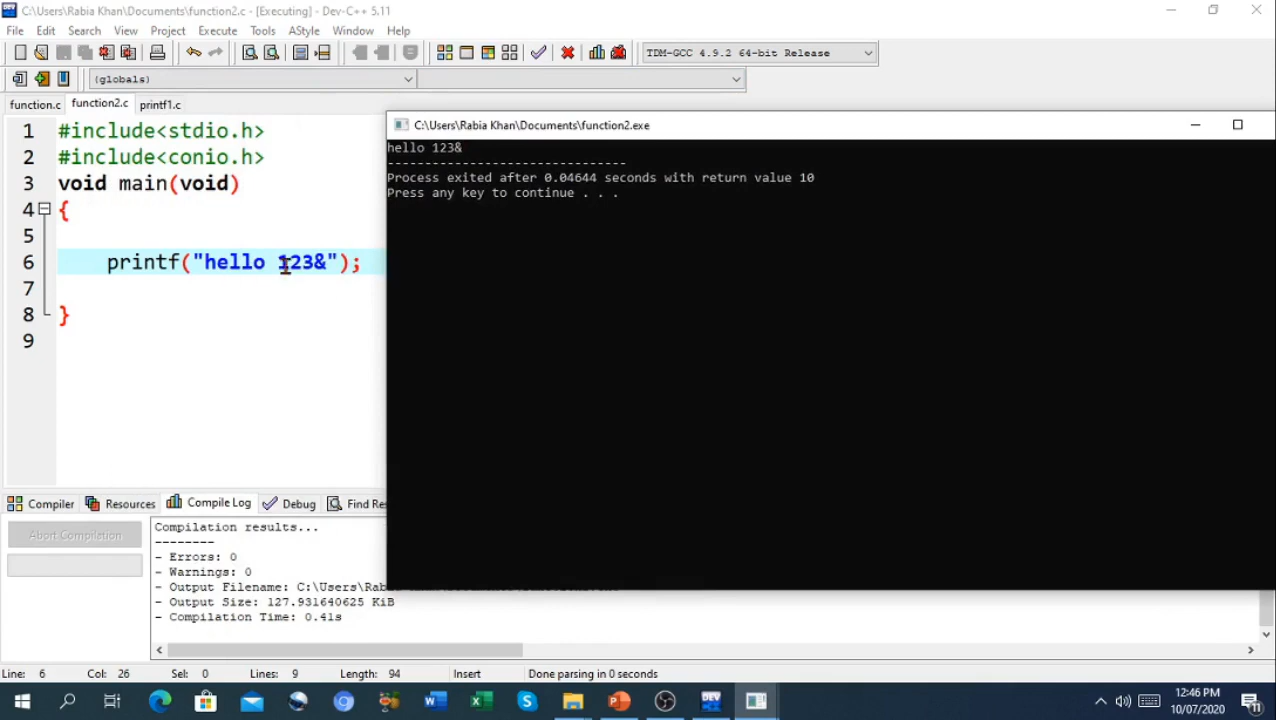 C:\Users\Rabia Khan\Documents\function2.c - [Executing] - Dev-C++ 5.11
File Edit Search View Project Execute Tools AStyle Window Help
TDM-GCC 4.9.2 64-bit Release
(globals)
function.c function2.c printf1.c
1 #include<stdio.h>
2 #include<conio.h>
3 void main(void)
4 {
5
6 printf("hello 123&");
7
8 }
9
C:\Users\Rabia Khan\Documents\function2.exe
hello 123&
--------------------------------
Process exited after 0.04644 seconds with return value 10
Press any key to continue . . .
Compiler Resources Compile Log Debug Find Res
Abort Compilation
Compilation results...
--------
- Errors: 0
- Warnings: 0
- Output Filename: C:\Users\Rab
- Output Size: 127.931640625 KiB
- Compilation Time: 0.41s
Line: 6 Col: 26 Sel: 0 Lines: 9 Length: 94 Insert Done parsing in 0 seconds
12:46 PM
10/07/2020